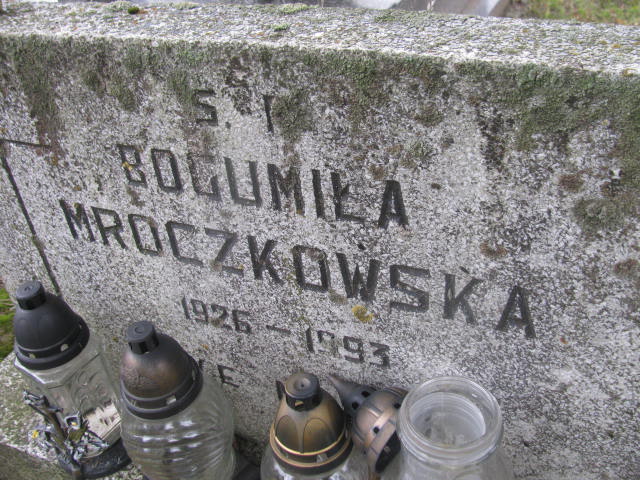 BOGUMIŁA
MROCZKOWSKA
1926 – 1993